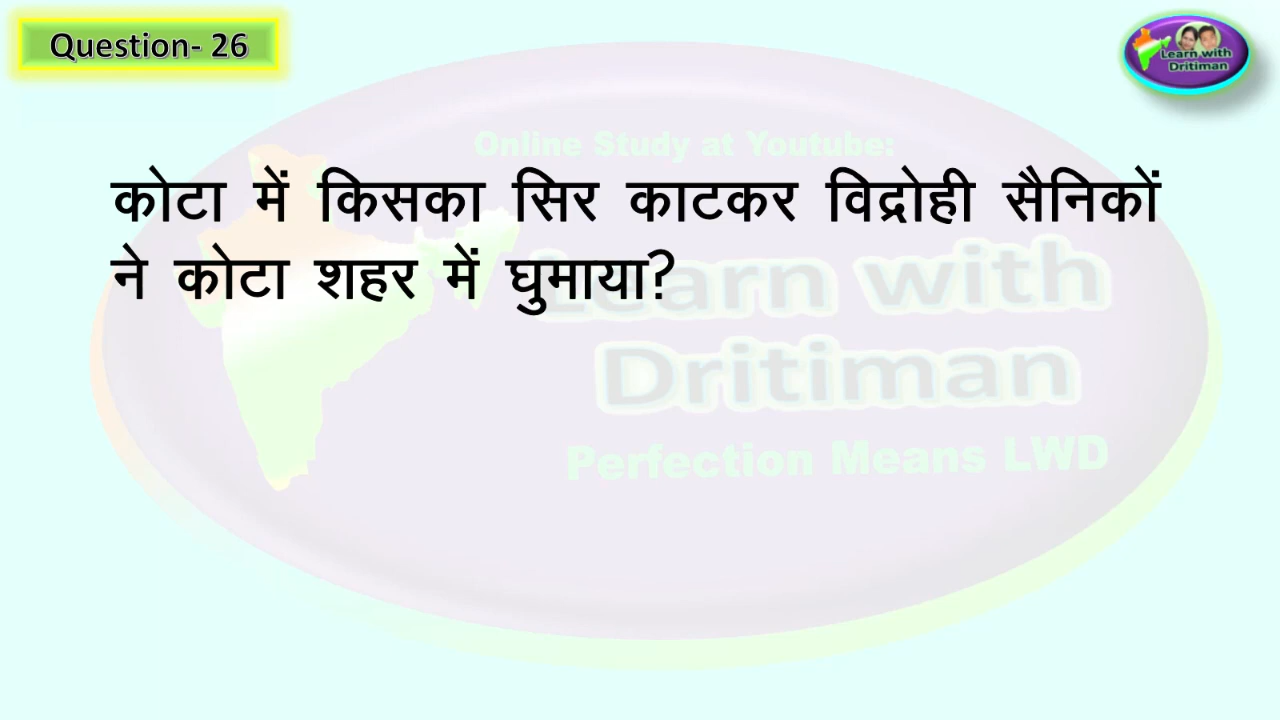 Question- 26
Learn with
Dritiman
Online Study at Youtube:
कोटा में किसका सिर काटकर विद्रोही सैनिकों
ने कोटा शहर में घुमाया?
Learn with
Dritiman
Perfection Means LWD